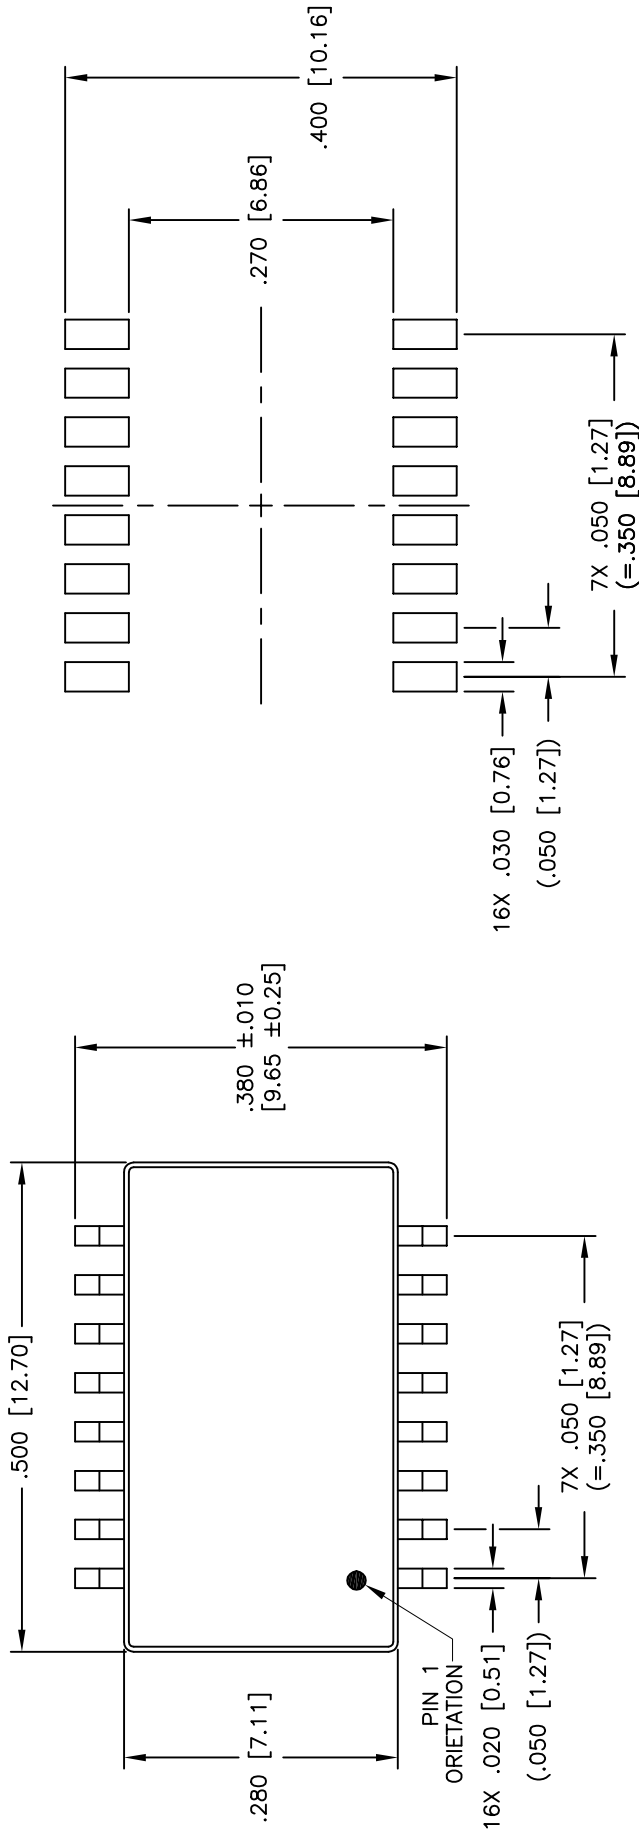 .500 [12.70]
.380 ±.010
[9.65 ±0.25]
.280 [7.11]
PIN 1
ORIETATION
16X .020 [0.51]
(.050 [1.27])
7X .050 [1.27]
(=.350 [8.89])
.400 [10.16]
.270 [6.86]
16X .030 [0.76]
(.050 [1.27])
7X .050 [1.27]
(=.350 [8.89])